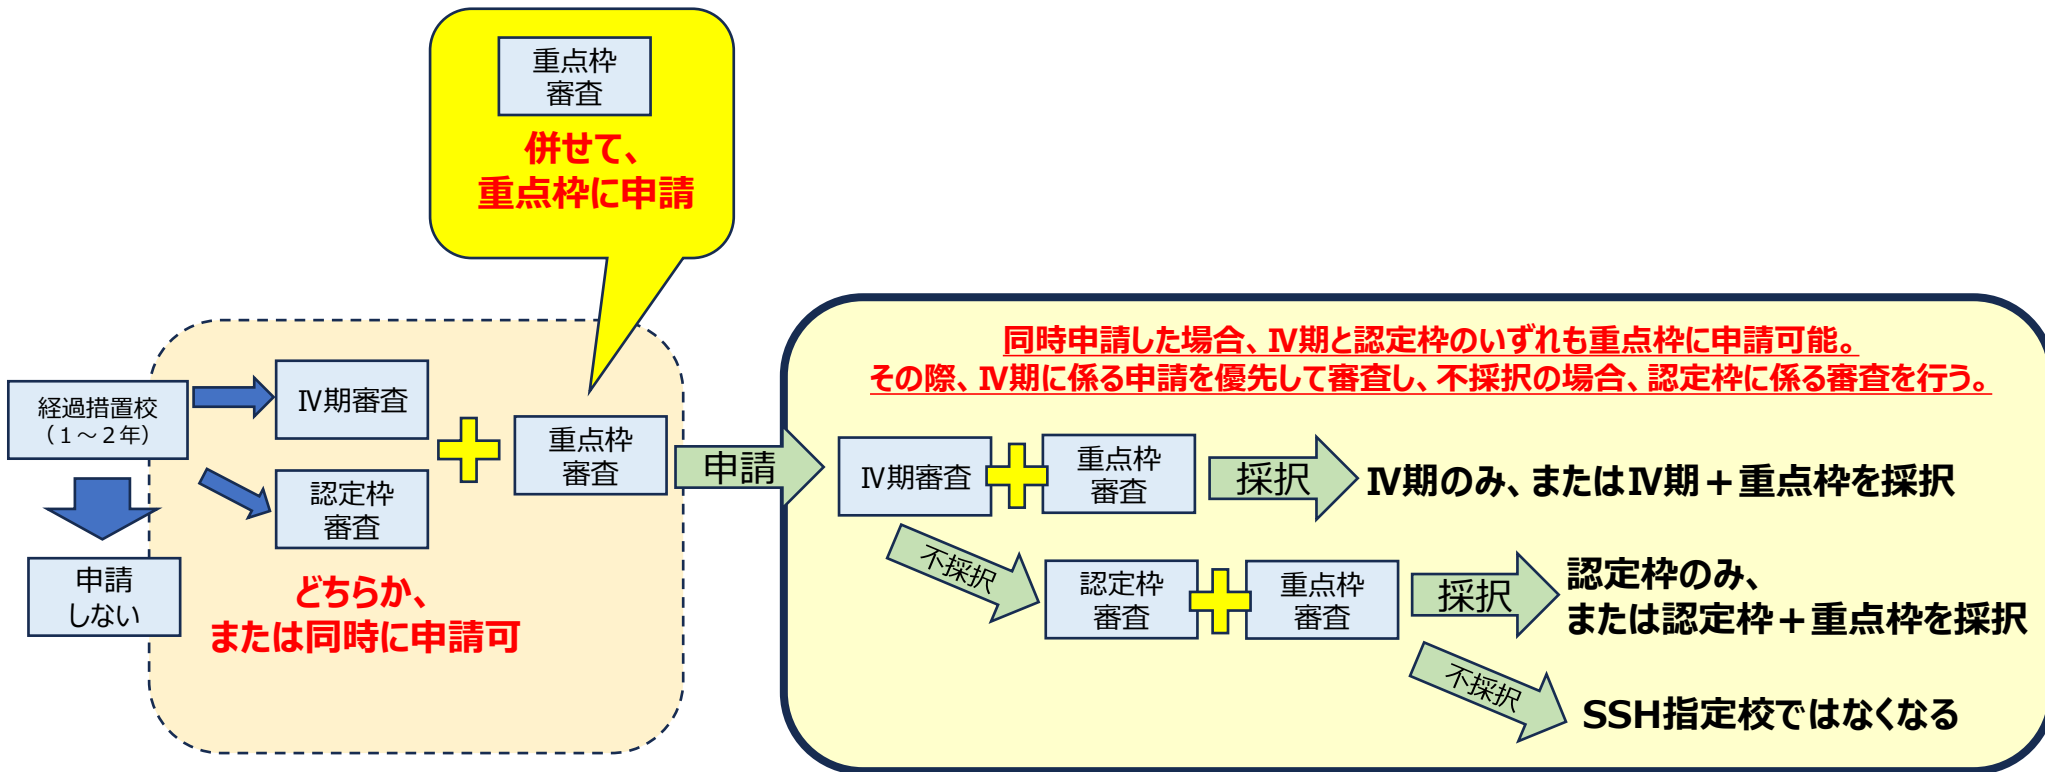 重点枠
審査
併せて、
重点枠に申請
経過措置校
（１～２年）
申請
しない
Ⅳ期審査
認定枠
審査
どちらか、
または同時に申請可
重点枠
審査
申請
同時申請した場合、Ⅳ期と認定枠のいずれも重点枠に申請可能。
その際、Ⅳ期に係る申請を優先して審査し、不採択の場合、認定枠に係る審査を行う。
Ⅳ期審査
重点枠
審査
採択
Ⅳ期のみ、またはⅣ期＋重点枠を採択
不採択
認定枠
審査
重点枠
審査
採択
認定枠のみ、
または認定枠＋重点枠を採択
不採択
SSH指定校ではなくなる